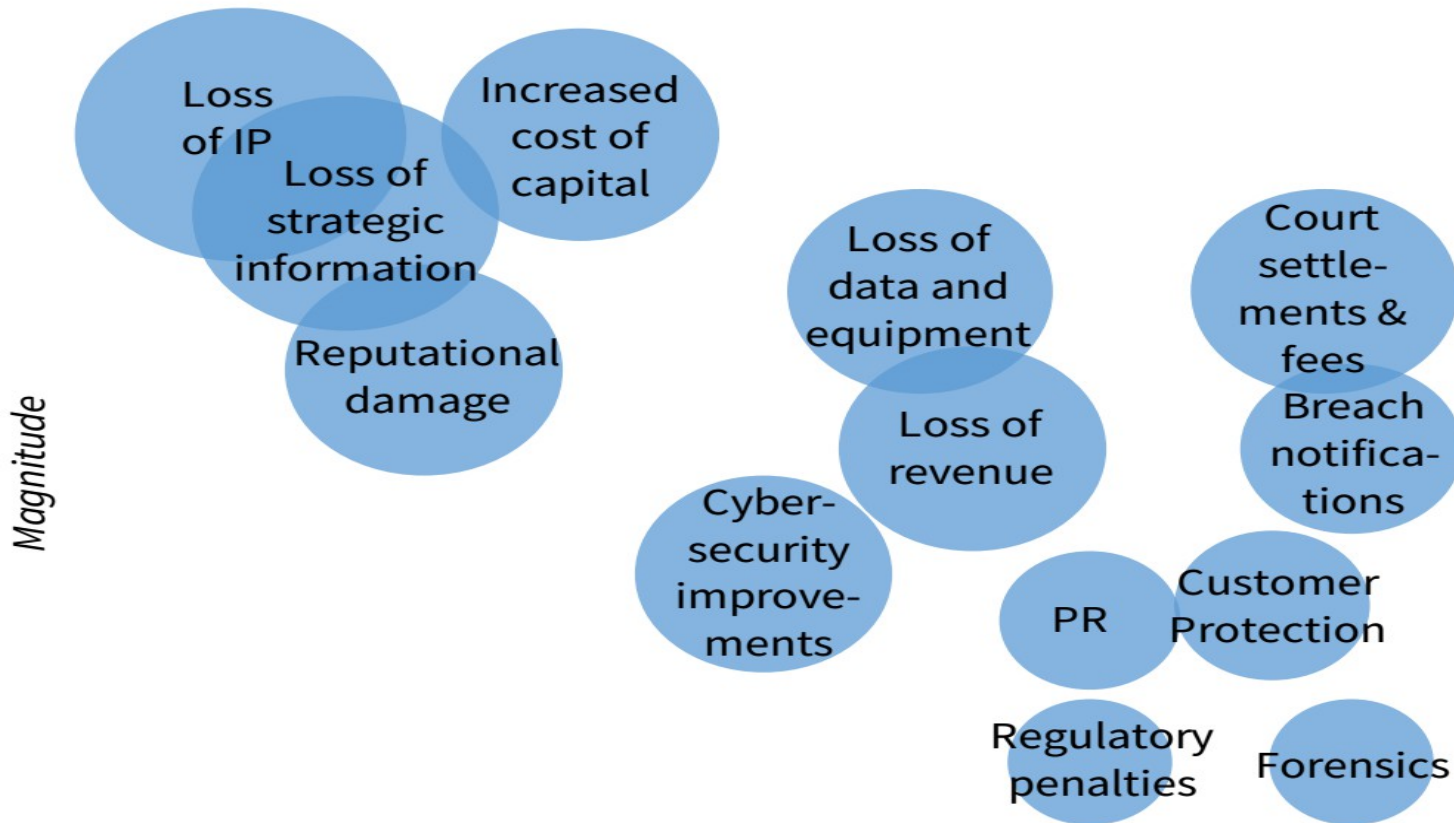 Loss
of IP
Loss of
strategic
information
Increased
cost of
capital
Reputational
damage
Loss of
data and
equipment
Court
settle-
ments &
fees
Loss of
revenue
Breach
notifica-
tions
Magnitude
Cyber-
security
improve-
ments
PR
Customer
Protection
Regulatory
penalties
Forensics